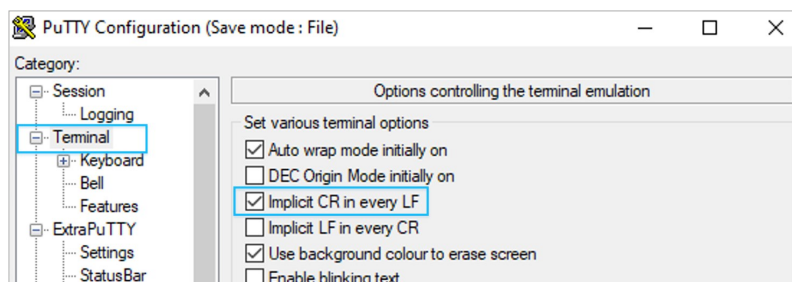 PuTTY Configuration (Save mode : File)
Category:
Session
Logging
Terminal
Keyboard
Bell
Features
ExtraPuTTY
Settings
StatusBar
Options controlling the terminal emulation
Set various terminal options
Auto wrap mode initially on
DEC Origin Mode initially on
Implicit CR in every LF
Implicit LF in every CR
Use background colour to erase screen
Enable blinking text